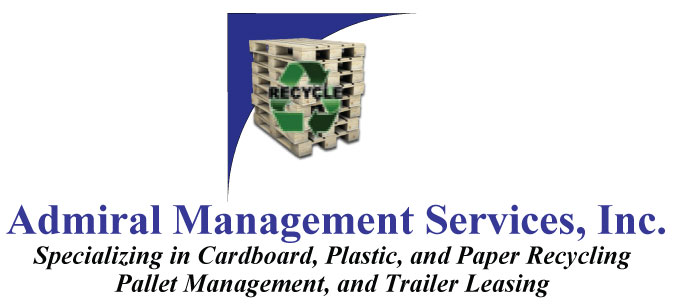 RECYCLE
Admiral Management Services, Inc.
Specializing in Cardboard, Plastic, and Paper Recycling
Pallet Management, and Trailer Leasing